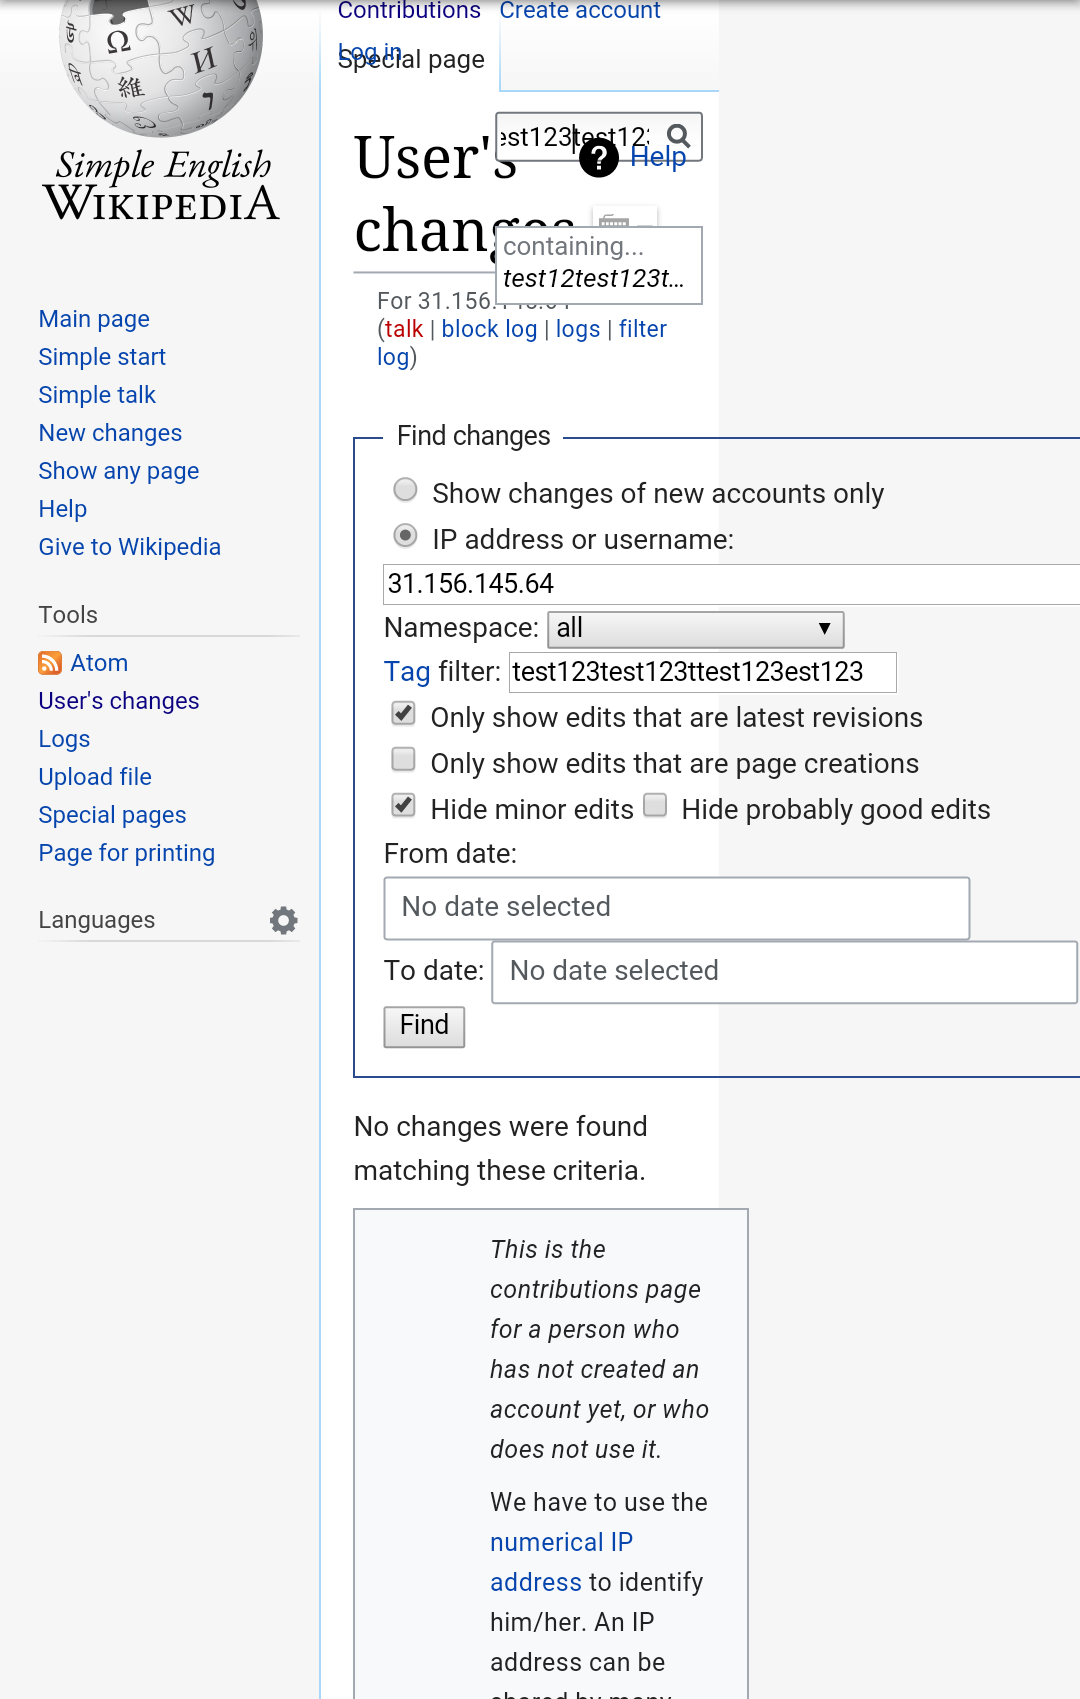 Contributions
Create account
Log in
Special page
Simple English
WIKIPEDIA
User's
changes
est123test12
Help
containing...
test12test123t...
For 31.156.145.64
(talk | block log | logs | filter
log)
Main page
Simple start
Simple talk
New changes
Show any page
Help
Give to Wikipedia
Tools
Atom
User's changes
Logs
Upload file
Special pages
Page for printing
Languages
Find changes
Show changes of new accounts only
IP address or username:
31.156.145.64
Namespace: all
Tag filter: test123test123ttest123est123
Only show edits that are latest revisions
Only show edits that are page creations
Hide minor edits Hide probably good edits
From date:
No date selected
To date: No date selected
Find
No changes were found
matching these criteria.
This is the
contributions page
for a person who
has not created an
account yet, or who
does not use it.
We have to use the
numerical IP
address to identify
him/her. An IP
address can be
shared by many